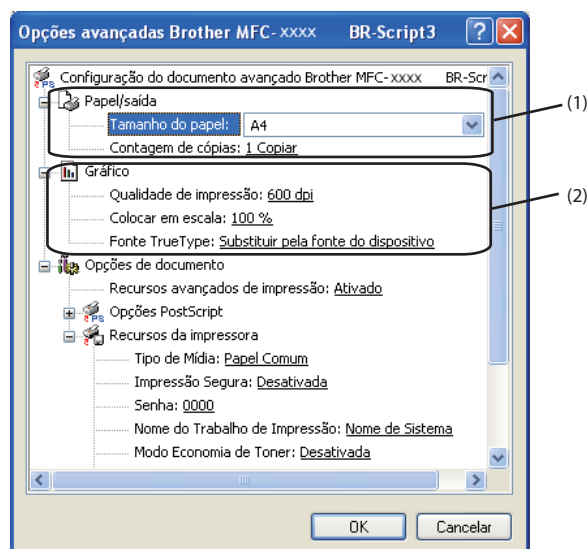 Opções avançadas Brother MFC- xxxx BR-Script3
Configuração do documento avançado Brother MFC- xxxx BR-Scr
Papel/saída
Tamanho do papel: A4
Contagem de cópias: 1 Copiar
(1)
Gráfico
Qualidade de impressão: 600 dpi
Colocar em escala: 100 %
Fonte TrueType: Substituir pela fonte do dispositivo
(2)
Opções de documento
Recursos avançados de impressão: Ativado
Opções PostScript
Recursos da impressora
Tipo de Mídia: Papel Comum
Impressão Segura: Desativada
Senha: 0000
Nome do Trabalho de Impressão: Nome de Sistema
Modo Economia de Toner: Desativada
OK Cancelar